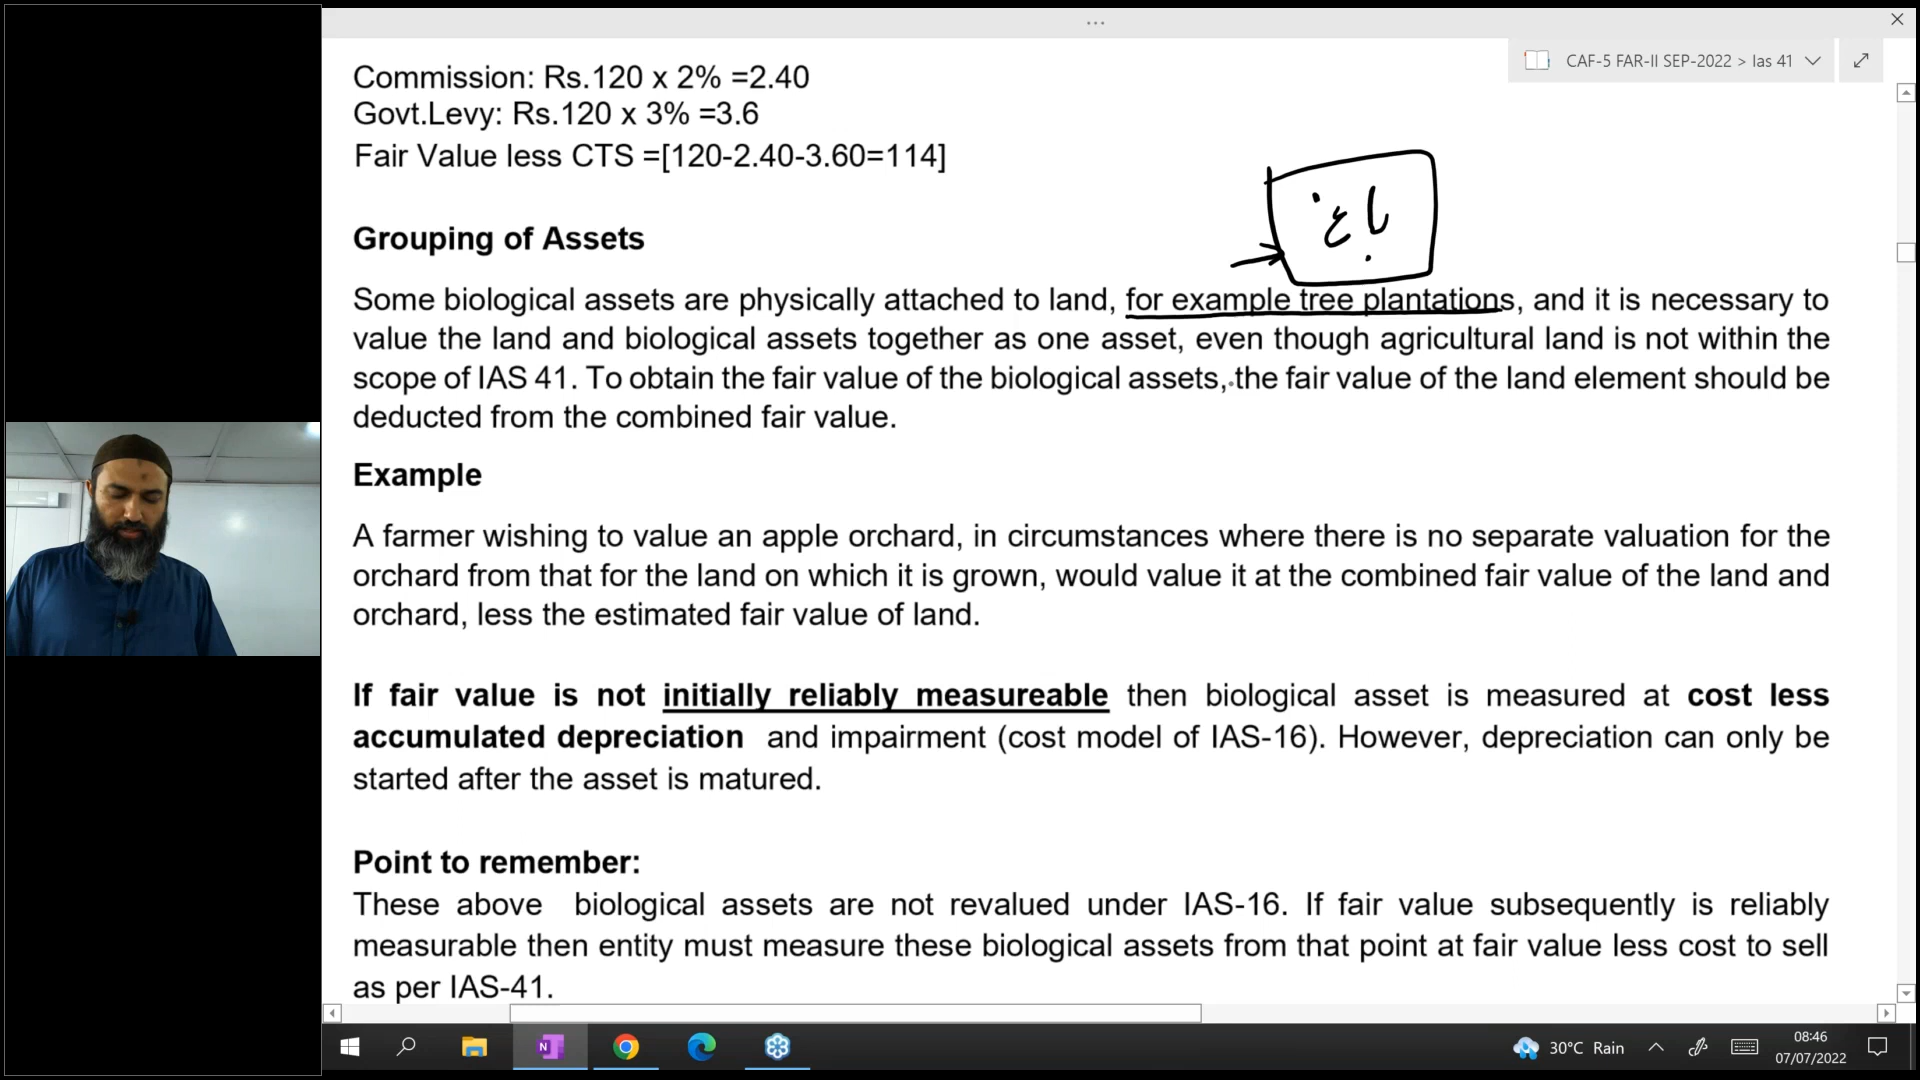 CAF-5 FAR-II SEP-2022 > Ias 41
Commission: Rs.120 x 2% =2.40
Govt.Levy: Rs.120 x 3% =3.6
Fair Value less CTS =[120-2.40-3.60=114]
باغ
Grouping of Assets
Some biological assets are physically attached to land, for example tree plantations, and it is necessary to
value the land and biological assets together as one asset, even though agricultural land is not within the
scope of IAS 41. To obtain the fair value of the biological assets, the fair value of the land element should be
deducted from the combined fair value.
Example
A farmer wishing to value an apple orchard, in circumstances where there is no separate valuation for the
orchard from that for the land on which it is grown, would value it at the combined fair value of the land and
orchard, less the estimated fair value of land.
If fair value is not initially reliably measureable then biological asset is measured at cost less
accumulated depreciation and impairment (cost model of IAS-16). However, depreciation can only be
started after the asset is matured.
Point to remember:
These above biological assets are not revalued under IAS-16. If fair value subsequently is reliably
measurable then entity must measure these biological assets from that point at fair value less cost to sell
as per IAS-41.
30°C Rain
08:46
07/07/2022